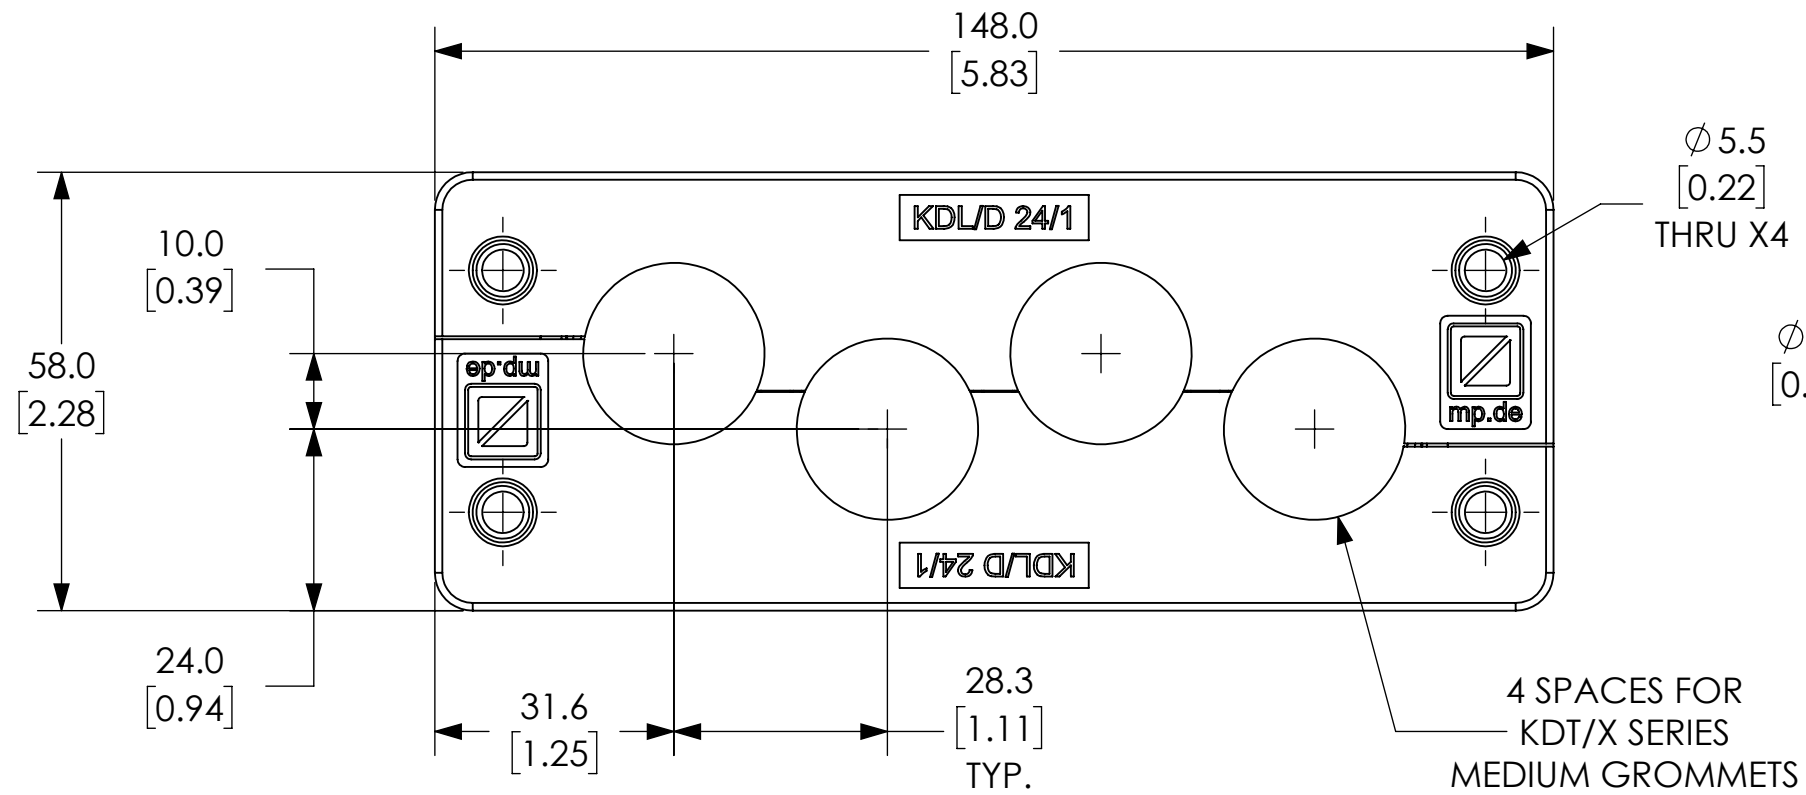 148.0
[5.83]
Ø 5.5
[0.22]
THRU X4
KDL/D 24/1
10.0
[0.39]
58.0
[2.28]
mp.de
mp.de
Ø
[0.
KDL/D 24/1
24.0
[0.94]
31.6
[1.25]
28.3
[1.11]
TYP.
4 SPACES FOR
KDT/X SERIES
MEDIUM GROMMETS